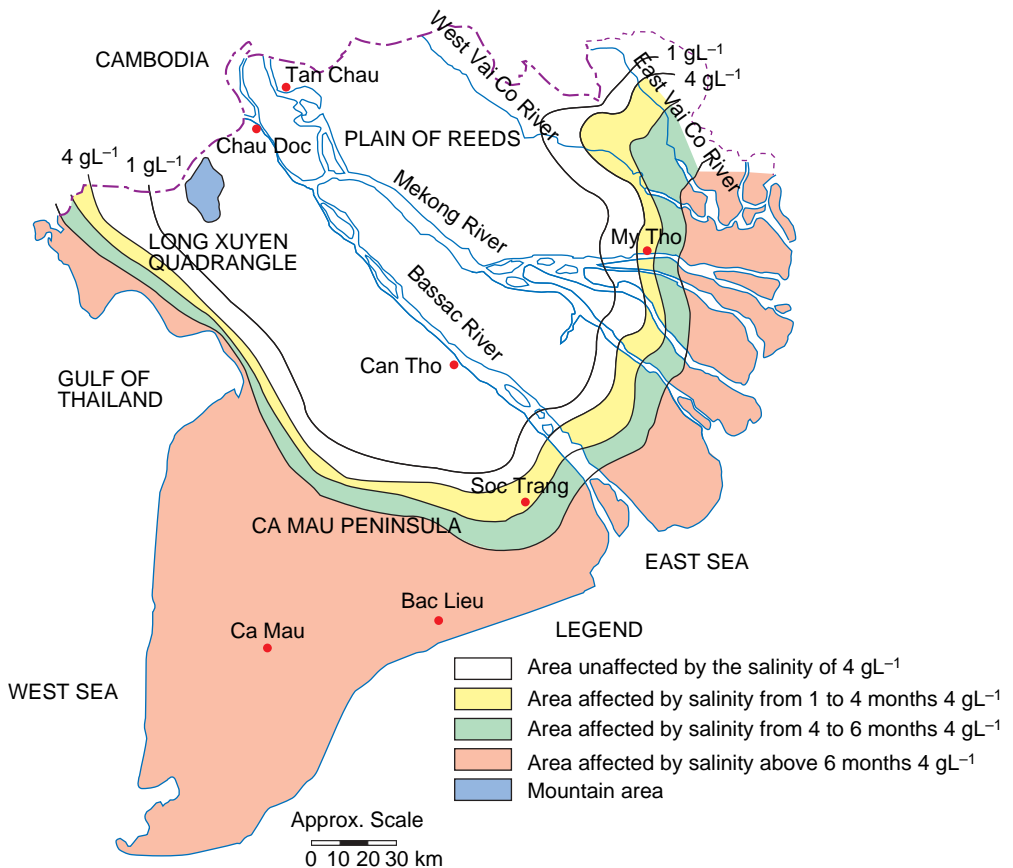 CAMBODIA
Tan Chau
Chau Doc
West Vai Co River
East Vai Co River
1 gL⁻¹
4 gL⁻¹
PLAIN OF REEDS
4 gL⁻¹
1 gL⁻¹
Mekong River
My Tho
LONG XUYEN
QUADRANGLE
Bassac River
Can Tho
GULF OF
THAILAND
Soc Trang
CA MAU PENINSULA
EAST SEA
Bac Lieu
Ca Mau
WEST SEA
LEGEND
Area unaffected by the salinity of 4 gL⁻¹
Area affected by salinity from 1 to 4 months 4 gL⁻¹
Area affected by salinity from 4 to 6 months 4 gL⁻¹
Area affected by salinity above 6 months 4 gL⁻¹
Mountain area
Approx. Scale
0 10 20 30 km